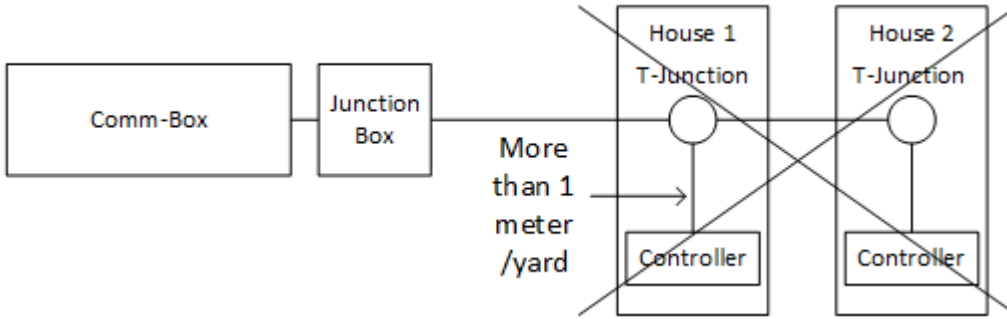 Comm-Box
Junction
Box
More
than 1
meter
/yard
House 1
T-Junction
Controller
House 2
T-Junction
Controller